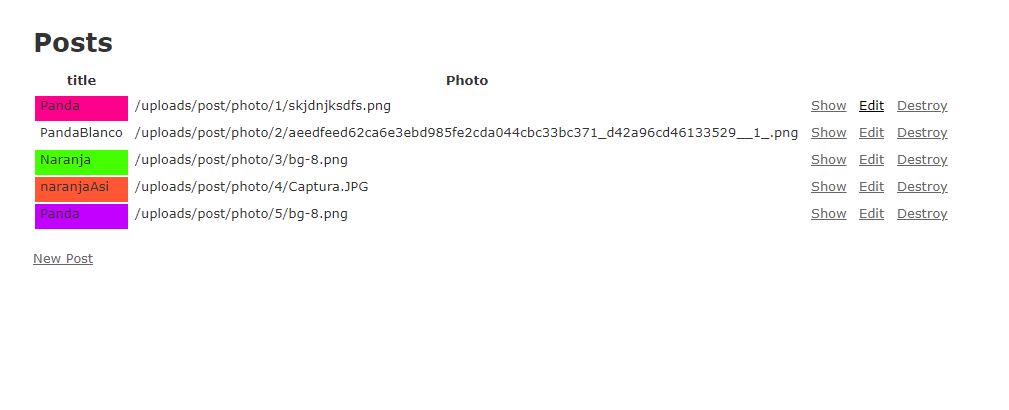 Posts
title Photo
Panda /uploads/post/photo/1/skjdnjksdfs.png Show Edit Destroy
PandaBlanco /uploads/post/photo/2/aeedfeed62ca6e3ebd985fe2cda044cbc33bc371_d42a96cd46133529__1_.png Show Edit Destroy
Naranja /uploads/post/photo/3/bg-8.png Show Edit Destroy
naranjaAsi /uploads/post/photo/4/Captura.JPG Show Edit Destroy
Panda /uploads/post/photo/5/bg-8.png Show Edit Destroy
New Post